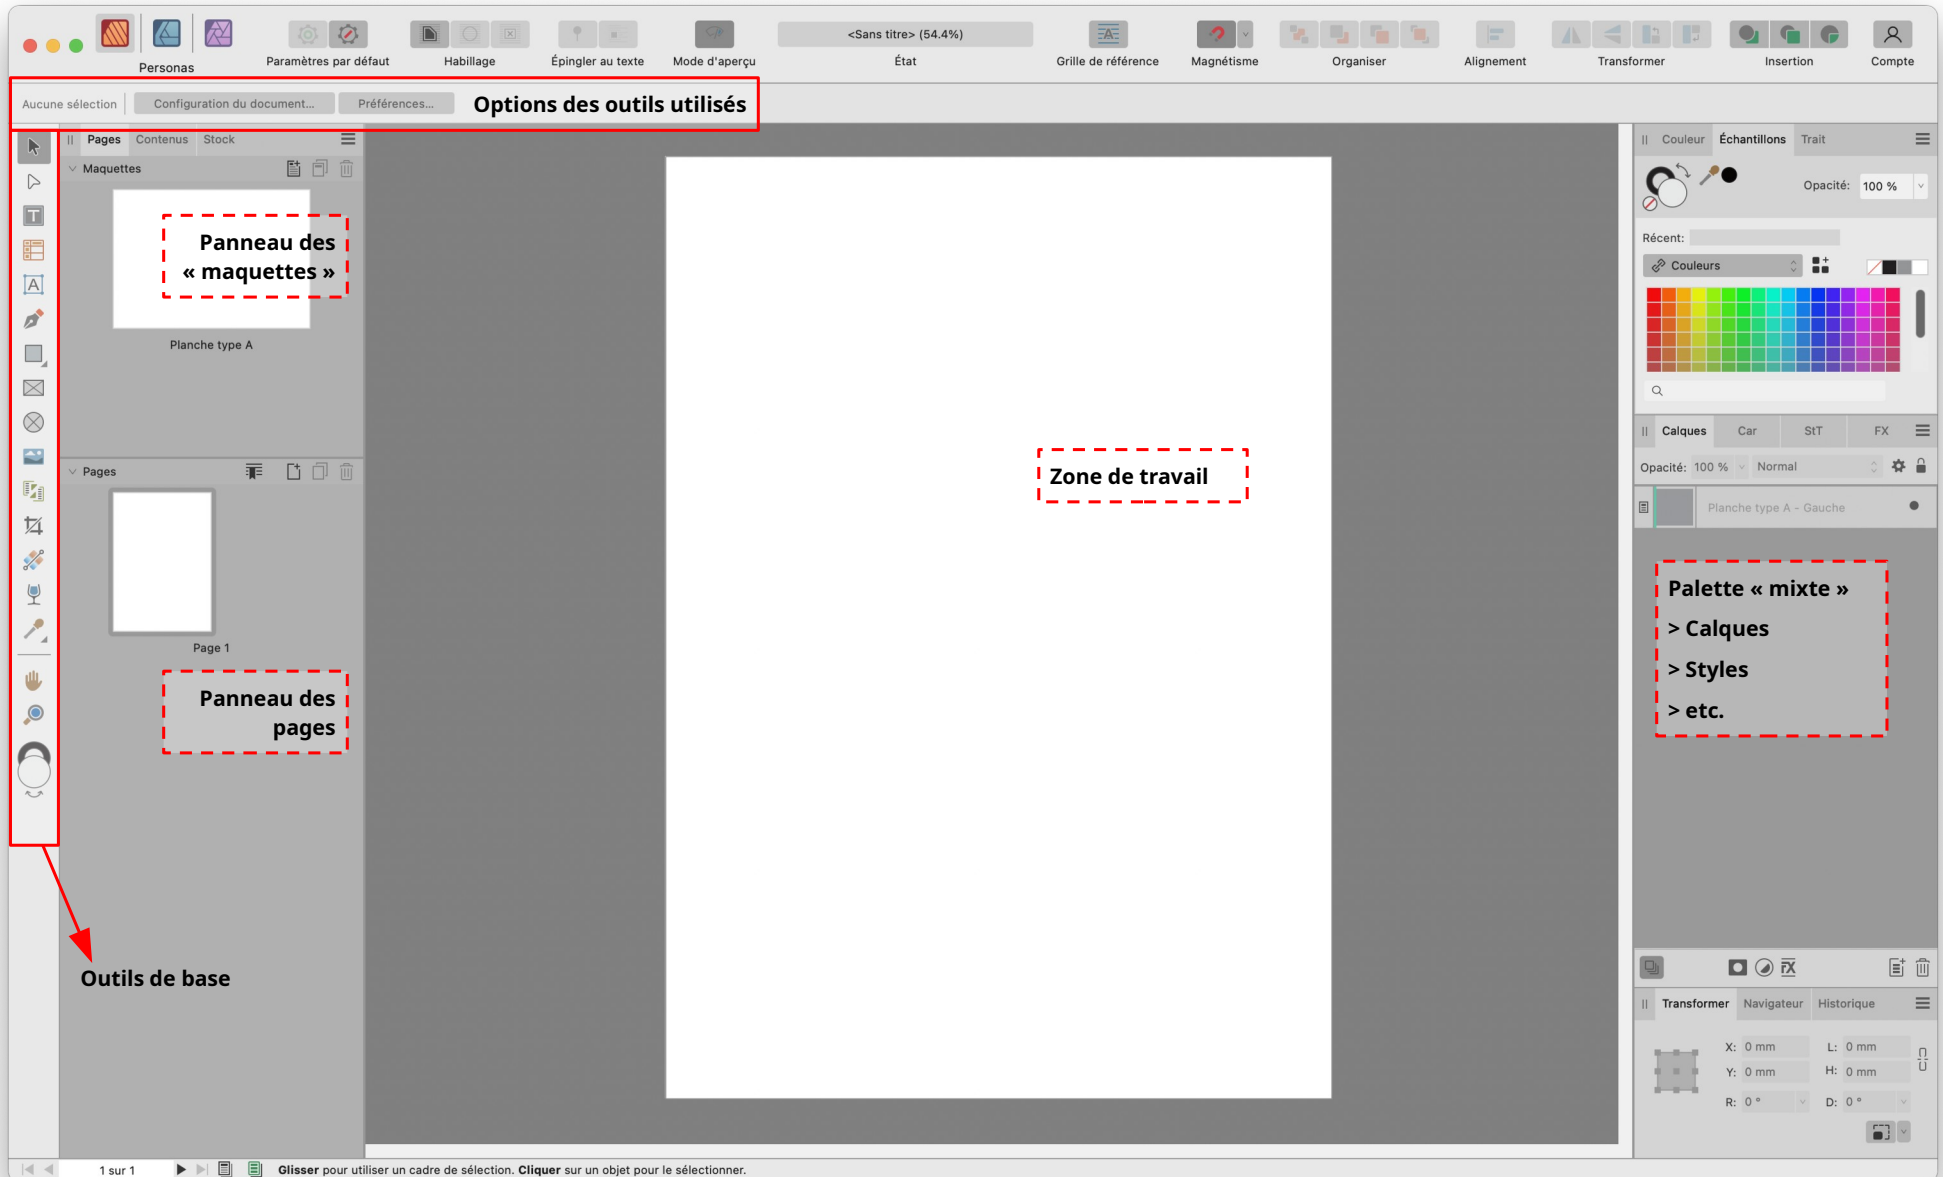 <Sans titre> (54.4%)
Personas
Paramètres par défaut
Habillage
Épingler au texte
Mode d'aperçu
État
Grille de référence
Magnétisme
Organiser
Alignement
Transformer
Insertion
Compte
Aucune sélection
Configuration du document...
Préférences...
Options des outils utilisés
Pages
Contenus
Stock
Maquettes
Panneau des
« maquettes »
Planche type A
Pages
Page 1
Panneau des
pages
Outils de base
Zone de travail
Couleur
Échantillons
Trait
Opacité:
100 %
Récent:
Couleurs
Calques
Car
StT
FX
Opacité:
100 %
Normal
Planche type A - Gauche
Palette « mixte »
> Calques
> Styles
> etc.
Transformer
Navigateur
Historique
X: 0 mm
L: 0 mm
Y: 0 mm
H: 0 mm
R: 0 °
D: 0 °
1 sur 1
Glisser pour utiliser un cadre de sélection. Cliquer sur un objet pour le sélectionner.